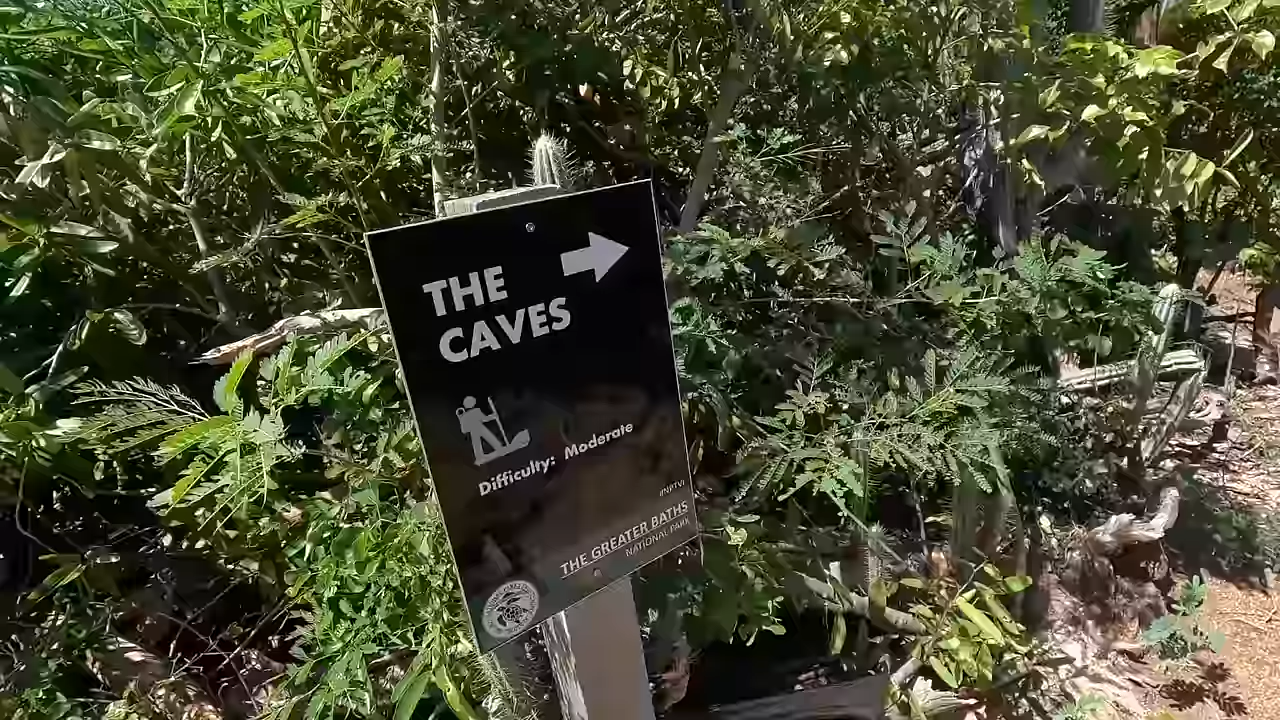 THE
CAVES
Difficulty: Moderate
#NPTVI
THE GREATER BATHS
NATIONAL PARK